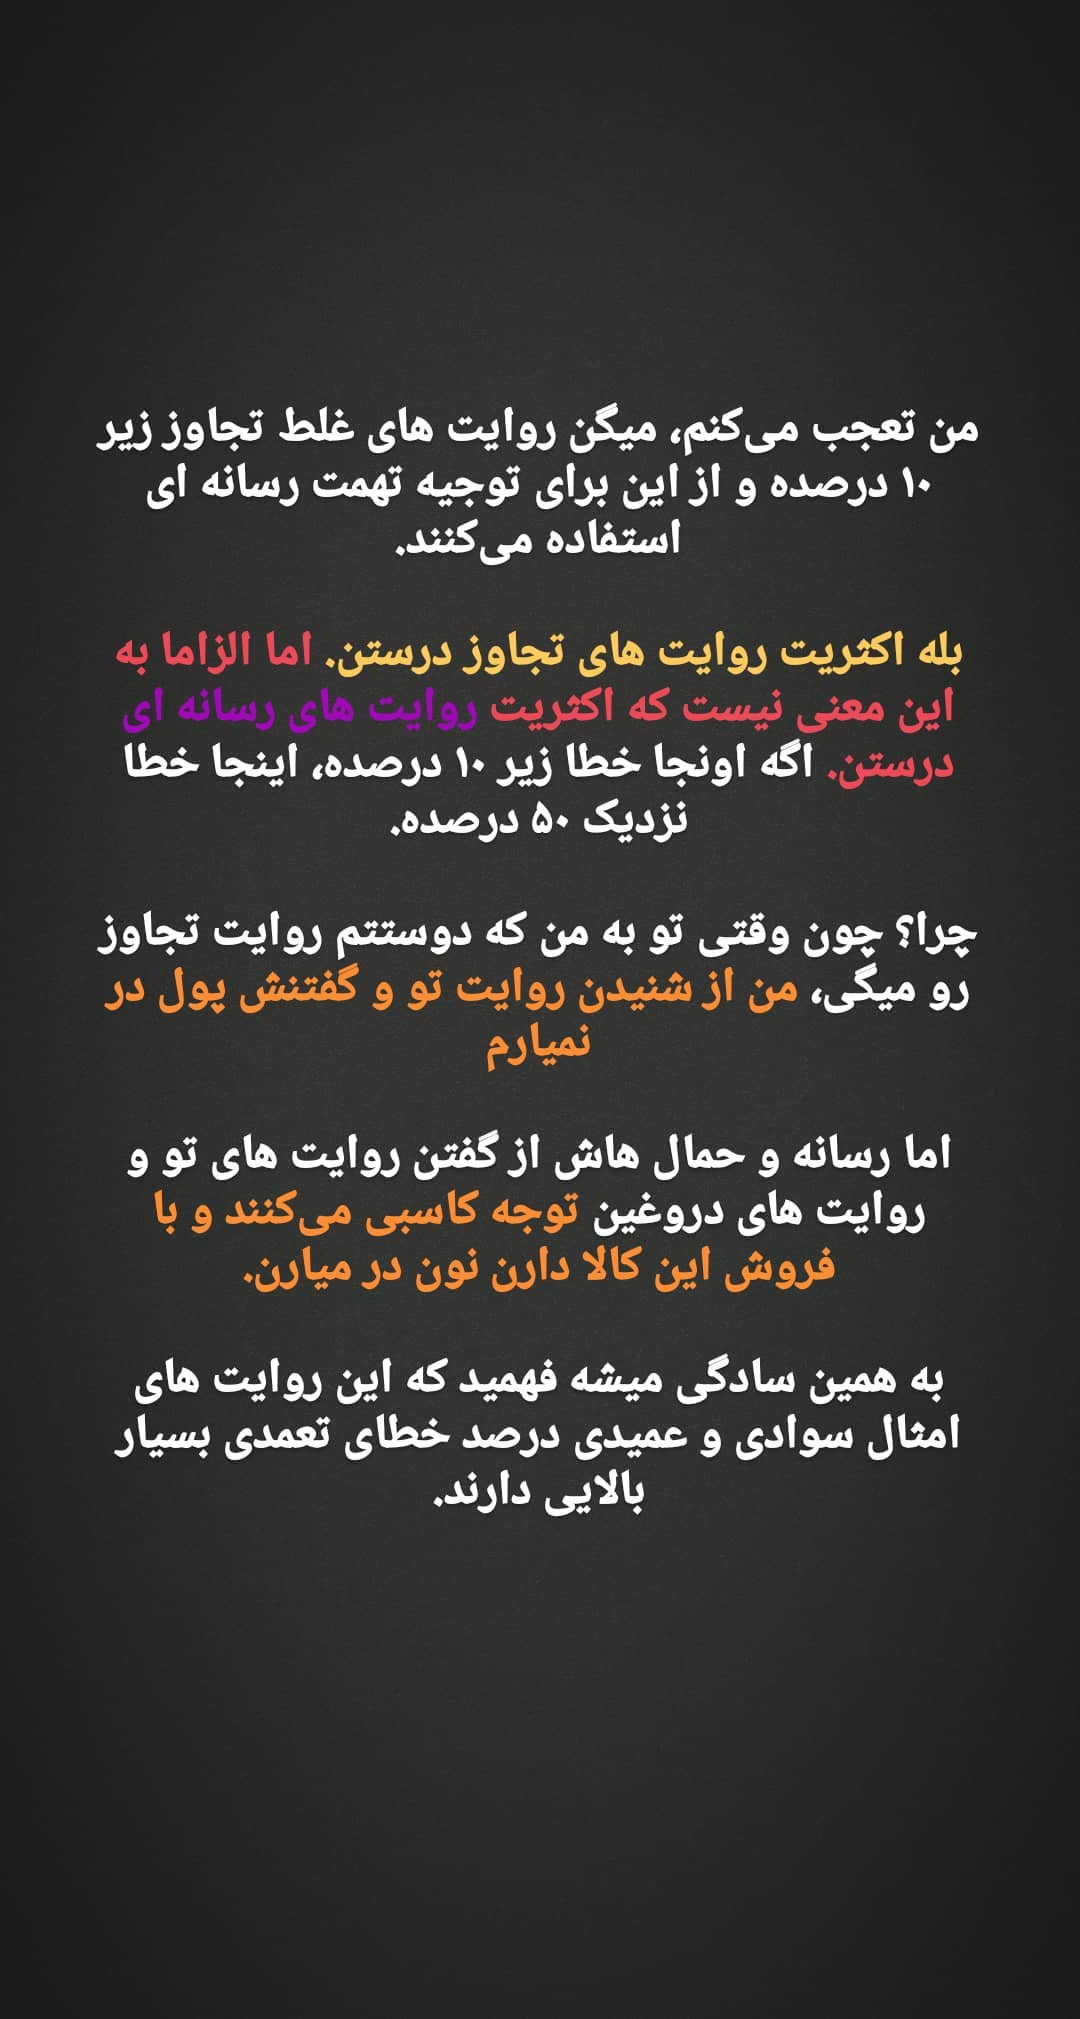 من تعجب می‌کنم، میگن روایت های غلط تجاوز زیر
۱۰ درصده و از این برای توجیه تهمت رسانه ای
استفاده می‌کنند.
بله اکثریت روایت های تجاوز درستن. اما الزاما به
این معنی نیست که اکثریت روایت های رسانه ای
درستن. اگه اونجا خطا زیر ۱۰ درصده، اینجا خطا
نزدیک ۵۰ درصده.
چرا؟ چون وقتی تو به من که دوستتم روایت تجاوز
رو میگی، من از شنیدن روایت تو و گفتنش پول در
نمیارم
اما رسانه و حمال هاش از گفتن روایت های تو و
روایت های دروغین توجه کاسبی می‌کنند و با
فروش این کالا دارن نون در میارن.
به همین سادگی میشه فهمید که این روایت های
امثال سوادی و عمیدی درصد خطای تعمدی بسیار
بالایی دارند.